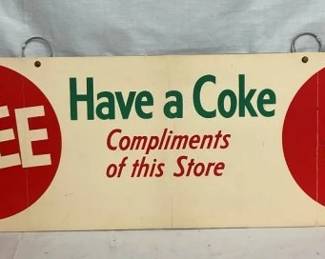 EE
Have a Coke
Compliments
of this Store